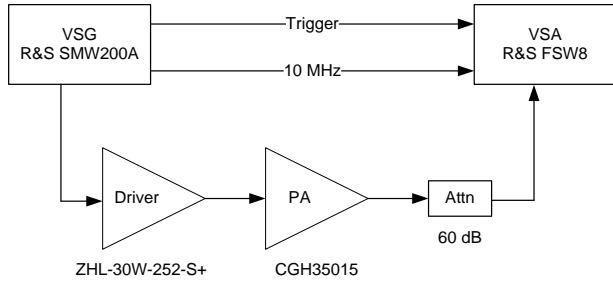 VSG
R&S SMW200A
Trigger
10 MHz
VSA
R&S FSW8
Driver
PA
Attn
60 dB
ZHL-30W-252-S+
CGH35015